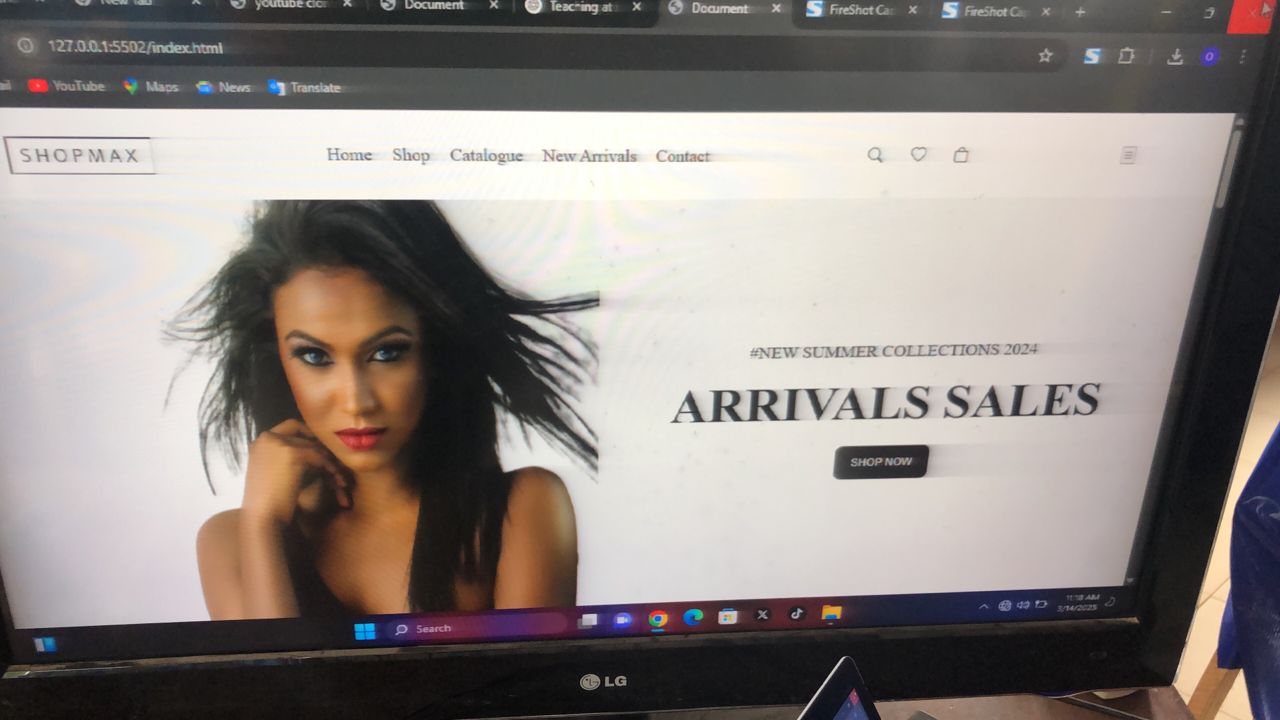 New Tab
youtube clo
Document
Teaching at
Document
FireShot Ca
FireShot Ca
127.0.0.1:5502/index.html
YouTube
Maps
News
Translate
SHOPMAX
Home Shop Catalogue New Arrivals Contact
#NEW SUMMER COLLECTIONS 2024
ARRIVALS SALES
SHOP NOW
Search
11:18 AM
3/14/2025
LG